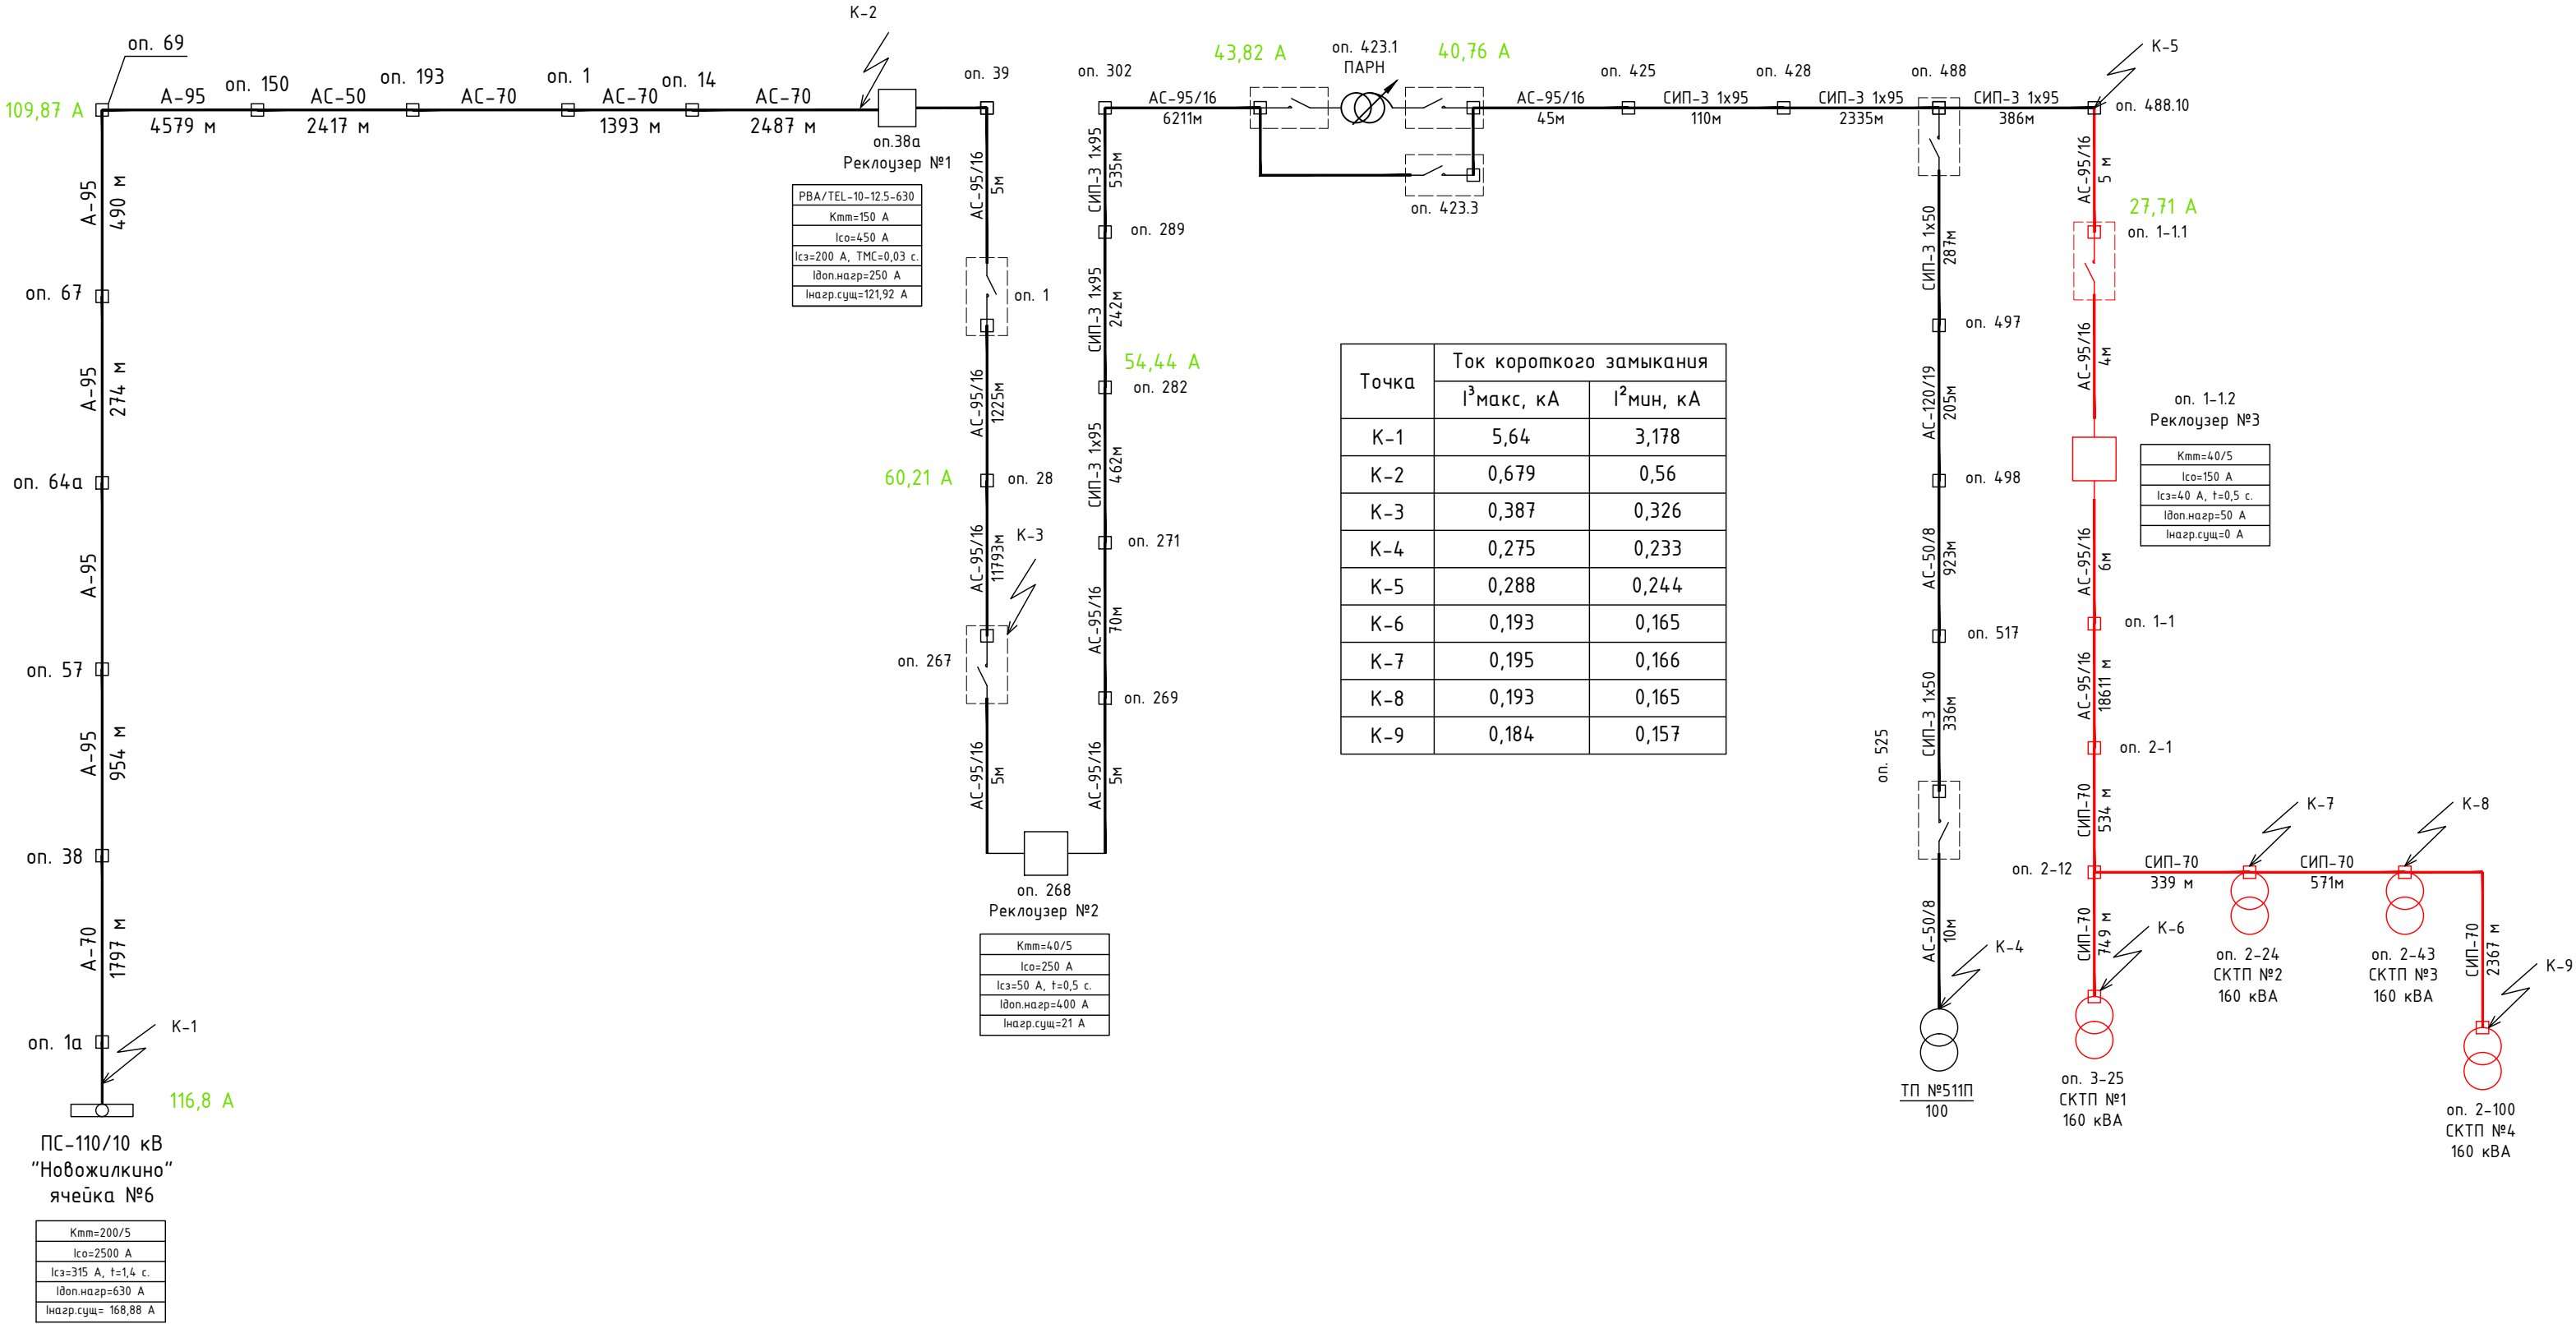 К-2
оп. 69
109,87 А
А-95
4579 м
оп. 150
АС-50
2417 м
оп. 193
АС-70
оп. 1
АС-70
1393 м
оп. 14
АС-70
2487 м
оп.38а
Реклоузер №1
РВА/TEL-10-12.5-630
Kтт=150 А
Iсо=450 А
Iсз=200 А, ТМС=0,03 с.
Iдоп.нагр=250 А
Iнагр.сущ=121,92 А
А-95
490 м
оп. 67
А-95
274 м
оп. 64а
А-95
оп. 57
А-95
954 м
оп. 38
А-70
1797 м
оп. 1а
К-1
116,8 А
ПС-110/10 кВ
"Новожилкино"
ячейка №6
Kтт=200/5
Iсо=2500 А
Iсз=315 А, t=1,4 с.
Iдоп.нагр=630 А
Iнагр.сущ= 168,88 А
оп. 39
АС-95/16
5м
оп. 1
АС-95/16
1225м
60,21 А
оп. 28
АС-95/16
11793м
К-3
оп. 267
АС-95/16
5м
оп. 268
Реклоузер №2
Kтт=40/5
Iсо=250 А
Iсз=50 А, t=0,5 с.
Iдоп.нагр=400 А
Iнагр.сущ=21 А
оп. 302
СИП-3 1х95
535м
оп. 289
СИП-3 1х95
242м
54,44 А
оп. 282
СИП-3 1х95
462м
оп. 271
АС-95/16
70м
оп. 269
АС-95/16
5м
АС-95/16
6211м
43,82 А
оп. 423.1
ПАРН
40,76 А
оп. 423.3
АС-95/16
45м
оп. 425
СИП-3 1х95
110м
оп. 428
СИП-3 1х95
2335м
оп. 488
СИП-3 1х95
386м
К-5
оп. 488.10
Точка
Ток короткого замыкания
I³макс, кА
I²мин, кА
К-1 5,64 3,178
К-2 0,679 0,56
К-3 0,387 0,326
К-4 0,275 0,233
К-5 0,288 0,244
К-6 0,193 0,165
К-7 0,195 0,166
К-8 0,193 0,165
К-9 0,184 0,157
СИП-3 1х50
287м
оп. 497
АС-120/19
205м
оп. 498
АС-50/8
923м
оп. 517
СИП-3 1х50
336м
оп. 525
АС-50/8
10м
К-4
ТП №511П
100
АС-95/16
5 м
27,71 А
оп. 1-1.1
АС-95/16
4м
оп. 1-1.2
Реклоузер №3
Kтт=40/5
Iсо=150 А
Iсз=40 А, t=0,5 с.
Iдоп.нагр=50 А
Iнагр.сущ=0 А
АС-95/16
6м
оп. 1-1
АС-95/16
18611 м
оп. 2-1
СИП-70
534 м
оп. 2-12
СИП-70
749 м
К-6
оп. 3-25
СКТП №1
160 кВА
СИП-70
339 м
К-7
оп. 2-24
СКТП №2
160 кВА
СИП-70
571м
К-8
оп. 2-43
СКТП №3
160 кВА
СИП-70
2367 м
К-9
оп. 2-100
СКТП №4
160 кВА